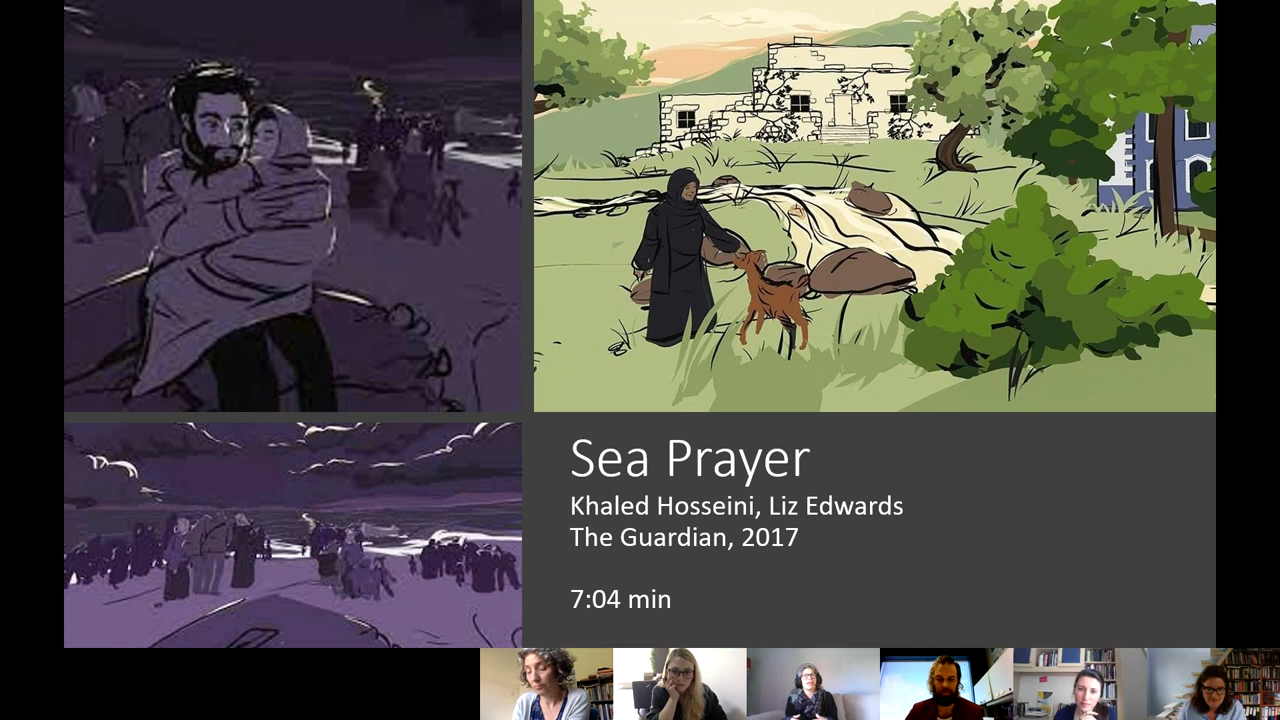 Sea Prayer
Khaled Hosseini, Liz Edwards
The Guardian, 2017
7:04 min